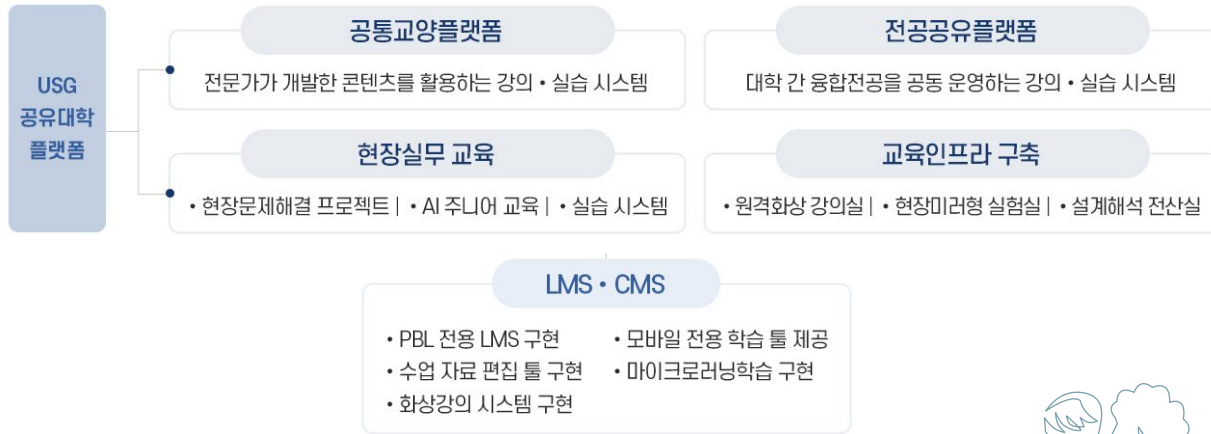 USG
공유대학
플랫폼
공통교양플랫폼
전문가가 개발한 콘텐츠를 활용하는 강의 • 실습 시스템
전공공유플랫폼
대학 간 융합전공을 공동 운영하는 강의 • 실습 시스템
현장실무 교육
• 현장문제해결 프로젝트 | • AI 주니어 교육 | • 실습 시스템
교육인프라 구축
• 원격화상 강의실 | • 현장미러형 실험실 | • 설계해석 전산실
LMS • CMS
• PBL 전용 LMS 구현
• 수업 자료 편집 툴 구현
• 화상강의 시스템 구현
• 모바일 전용 학습 툴 제공
• 마이크로러닝학습 구현